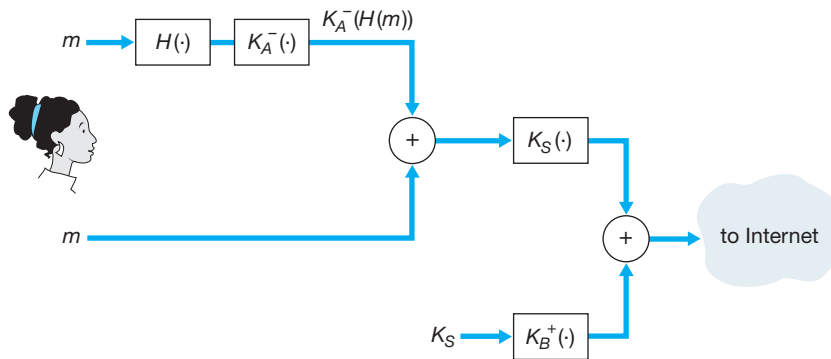 K_A^-(H(m))
m
H(·)
K_A^-(·)
+
K_S(·)
m
+
to Internet
K_S
K_B^+(·)